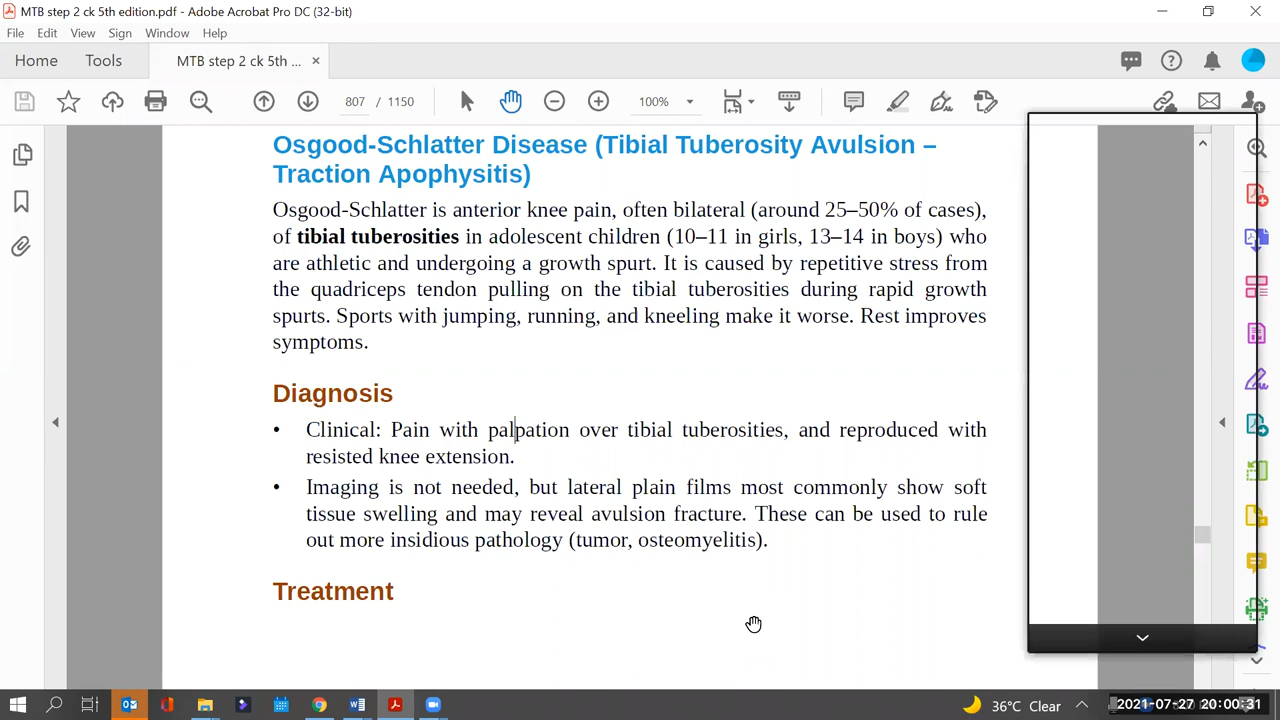 MTB step 2 ck 5th edition.pdf - Adobe Acrobat Pro DC (32-bit)
File Edit View Sign Window Help
Home Tools MTB step 2 ck 5th ... ×
807 / 1150 100%
Osgood-Schlatter Disease (Tibial Tuberosity Avulsion –
Traction Apophysitis)
Osgood-Schlatter is anterior knee pain, often bilateral (around 25–50% of cases),
of tibial tuberosities in adolescent children (10–11 in girls, 13–14 in boys) who
are athletic and undergoing a growth spurt. It is caused by repetitive stress from
the quadriceps tendon pulling on the tibial tuberosities during rapid growth
spurts. Sports with jumping, running, and kneeling make it worse. Rest improves
symptoms.
Diagnosis
• Clinical: Pain with palpation over tibial tuberosities, and reproduced with
resisted knee extension.
• Imaging is not needed, but lateral plain films most commonly show soft
tissue swelling and may reveal avulsion fracture. These can be used to rule
out more insidious pathology (tumor, osteomyelitis).
Treatment
36°C Clear
2021-07-27 20:00:31